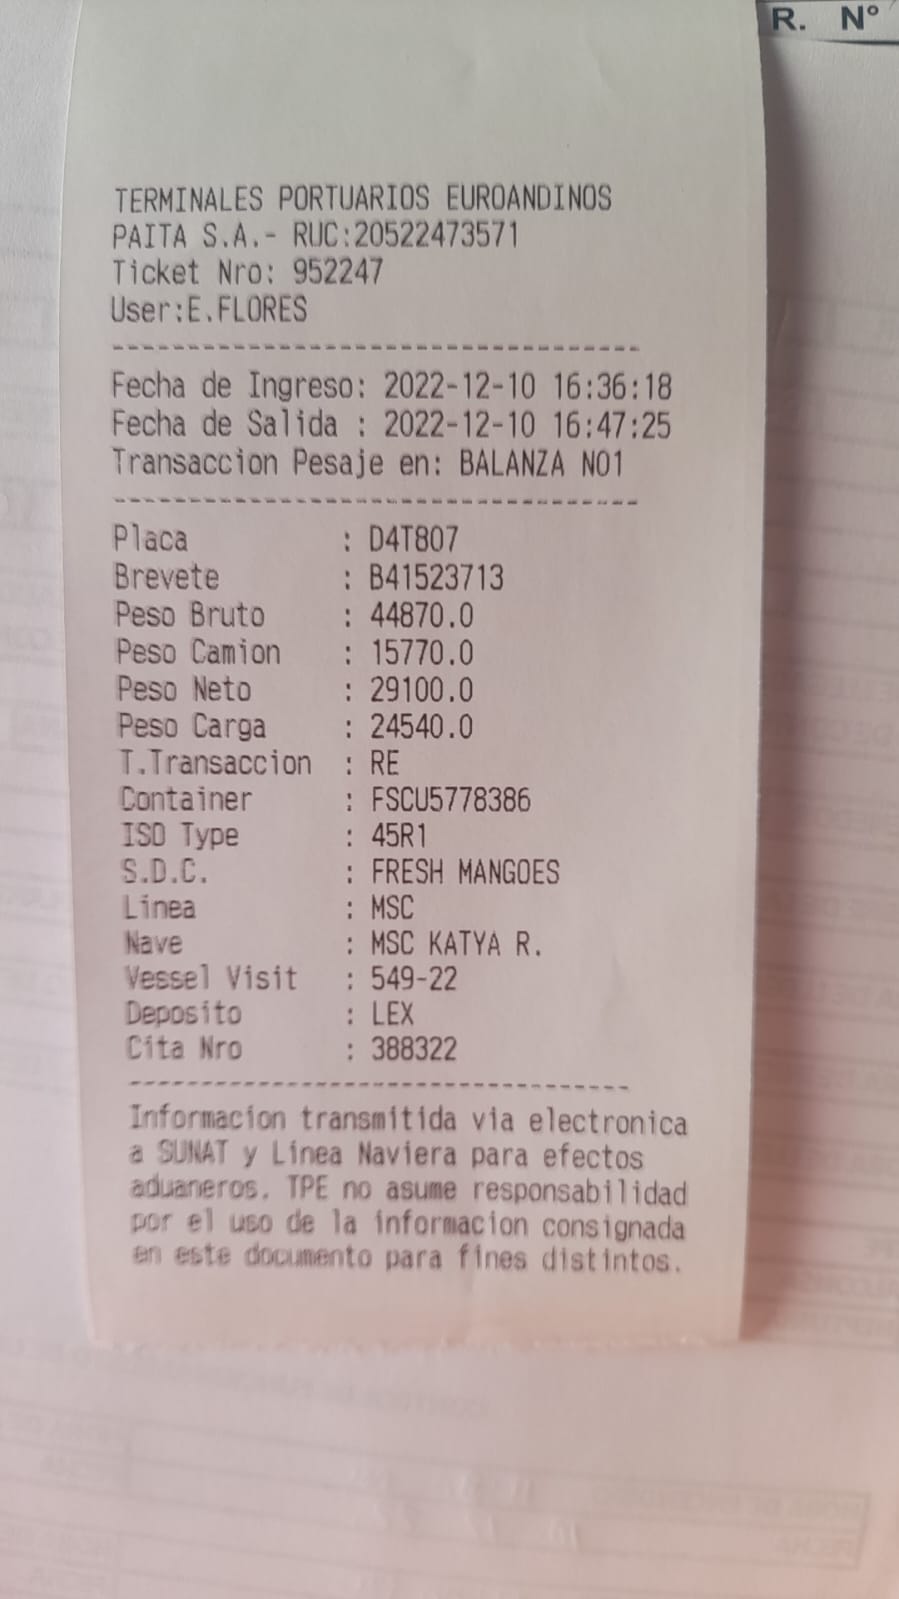 R. N°
TERMINALES PORTUARIOS EUROANDINOS
PAITA S.A.- RUC:20522473571
Ticket Nro: 952247
User:E.FLORES
-----------------------------------
Fecha de Ingreso: 2022-12-10 16:36:18
Fecha de Salida : 2022-12-10 16:47:25
Transaccion Pesaje en: BALANZA NO1
-----------------------------------
Placa : D4T807
Brevete : B41523713
Peso Bruto : 44870.0
Peso Camion : 15770.0
Peso Neto : 29100.0
Peso Carga : 24540.0
T.Transaccion : RE
Container : FSCU5778386
ISO Type : 45R1
S.D.C. : FRESH MANGOES
Linea : MSC
Nave : MSC KATYA R.
Vessel Visit : 549-22
Deposito : LEX
Cita Nro : 388322
-----------------------------------
Informacion transmitida via electronica
a SUNAT y Linea Naviera para efectos
aduaneros. TPE no asume responsabilidad
por el uso de la informacion consignada
en este documento para fines distintos.